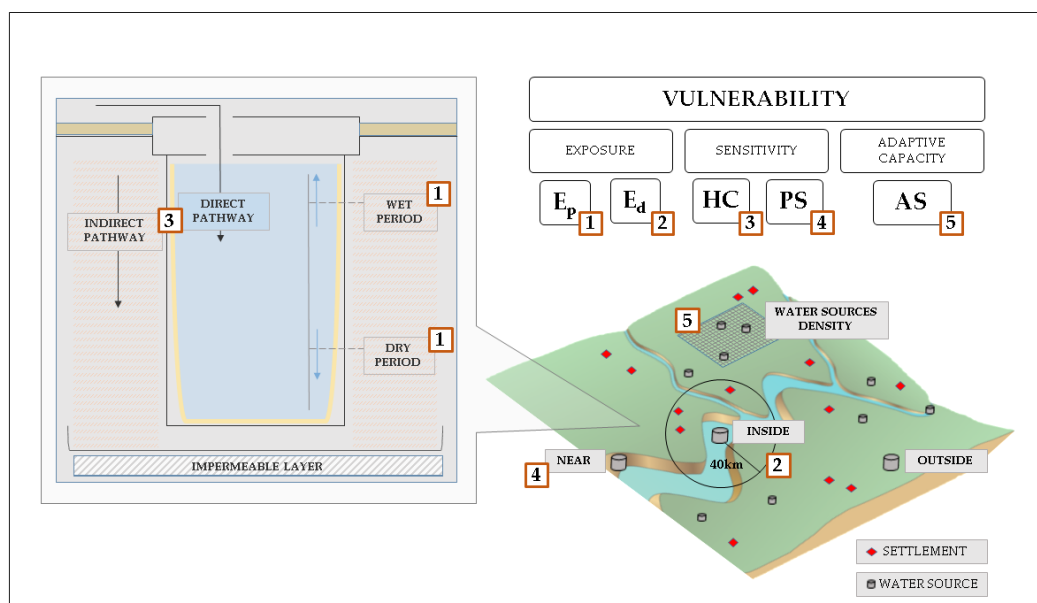 VULNERABILITY
EXPOSURE
SENSITIVITY
ADAPTIVE
CAPACITY
Ep
1
Ed
2
HC
3
PS
4
AS
5
INDIRECT
PATHWAY
3
DIRECT
PATHWAY
WET
PERIOD
1
DRY
PERIOD
1
IMPERMEABLE LAYER
5
WATER SOURCES
DENSITY
INSIDE
NEAR
4
40km
2
OUTSIDE
SETTLEMENT
WATER SOURCE